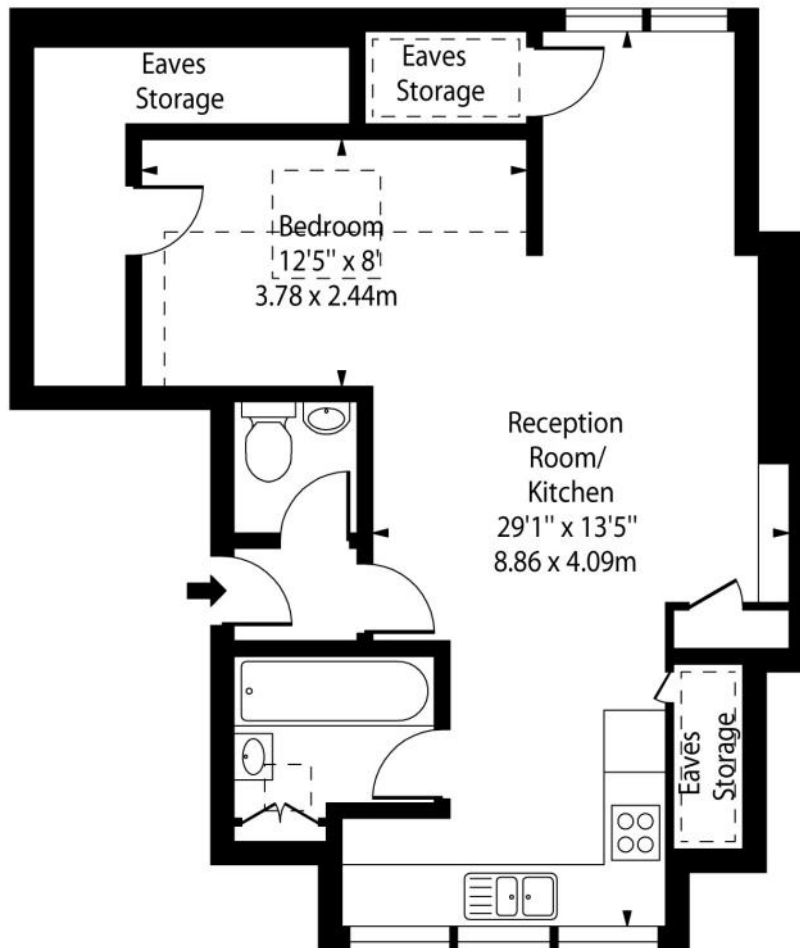 Eaves
Storage
Eaves
Storage
Bedroom
12'5" x 8'
3.78 x 2.44m
Reception
Room/
Kitchen
29'1" x 13'5"
8.86 x 4.09m
Eaves
Storage